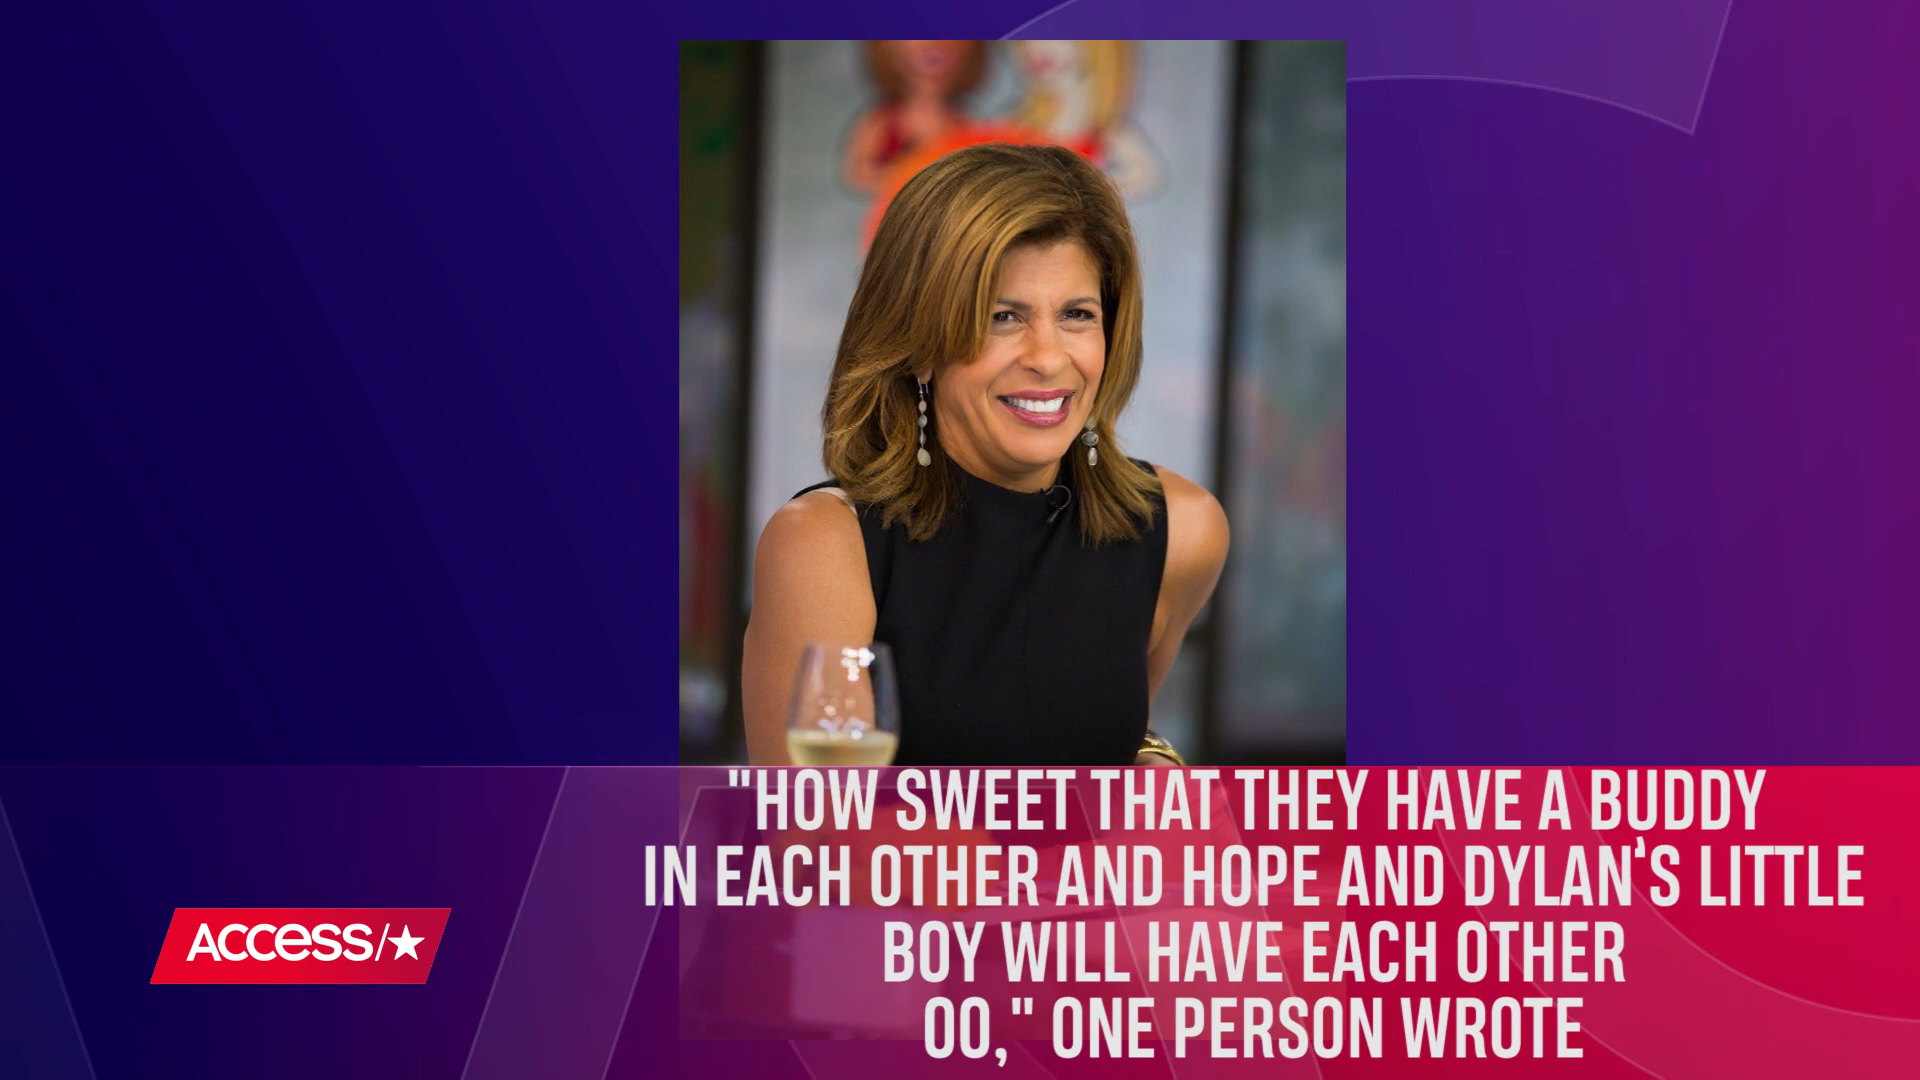 "HOW SWEET THAT THEY HAVE A BUDDY
IN EACH OTHER AND HOPE AND DYLAN'S LITTLE
BOY WILL HAVE EACH OTHER
OO," ONE PERSON WROTE
ACCESS/